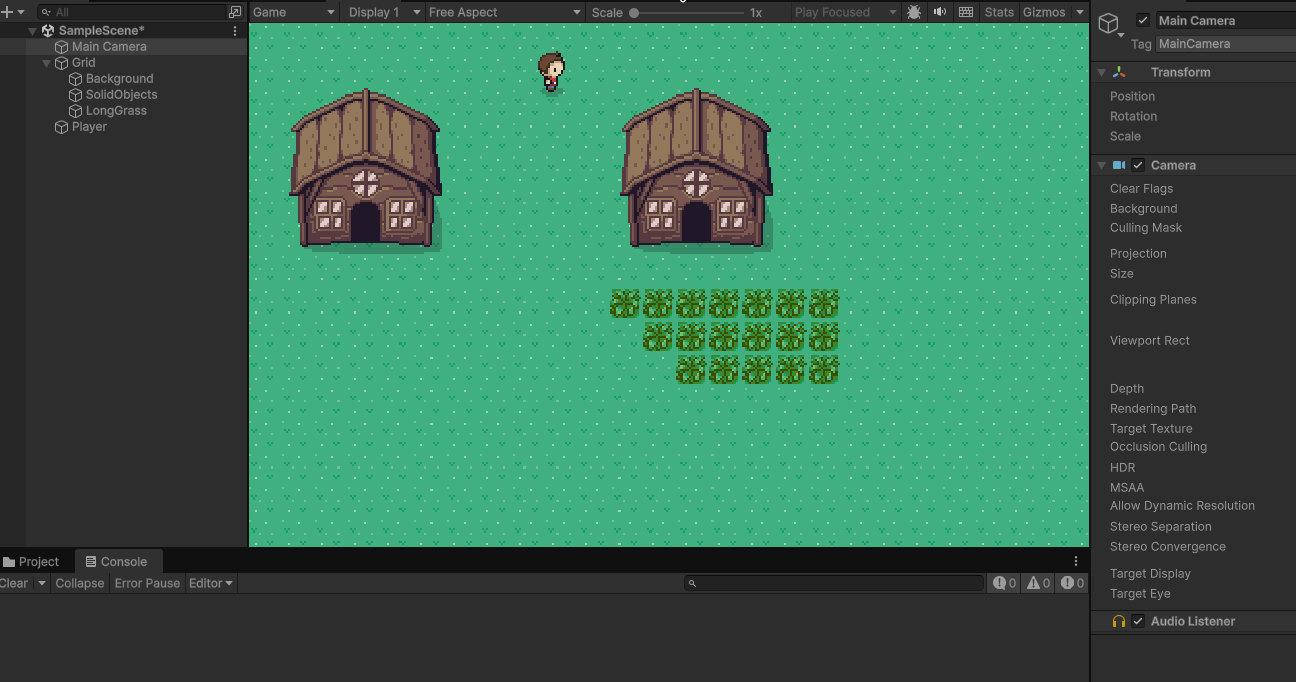 All
Game
Display 1
Free Aspect
Scale
1x
Play Focused
Stats
Gizmos
SampleScene*
Main Camera
Grid
Background
SolidObjects
LongGrass
Player
Main Camera
Tag MainCamera
Transform
Position
Rotation
Scale
Camera
Clear Flags
Background
Culling Mask
Projection
Size
Clipping Planes
Viewport Rect
Depth
Rendering Path
Target Texture
Occlusion Culling
HDR
MSAA
Allow Dynamic Resolution
Stereo Separation
Stereo Convergence
Target Display
Target Eye
Audio Listener
Project
Console
Clear
Collapse
Error Pause
Editor
0
0
0